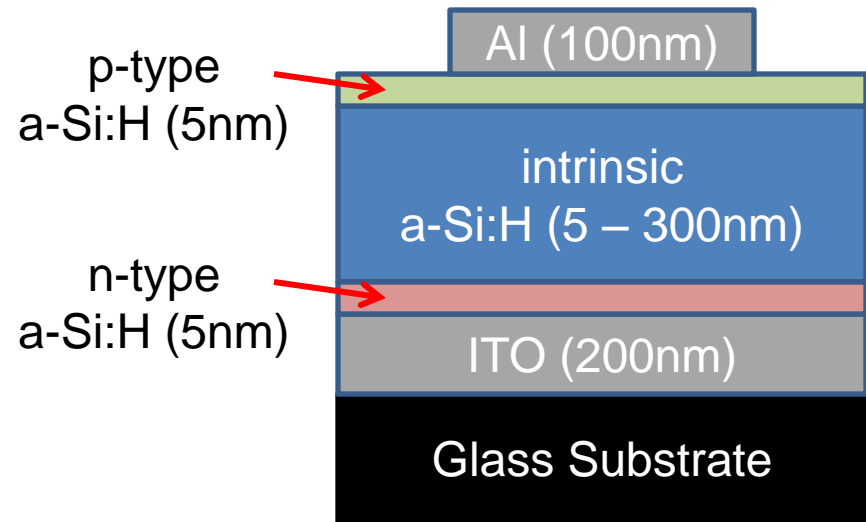 Al (100nm)
p-type
a-Si:H (5nm)
intrinsic
a-Si:H (5 – 300nm)
n-type
a-Si:H (5nm)
ITO (200nm)
Glass Substrate